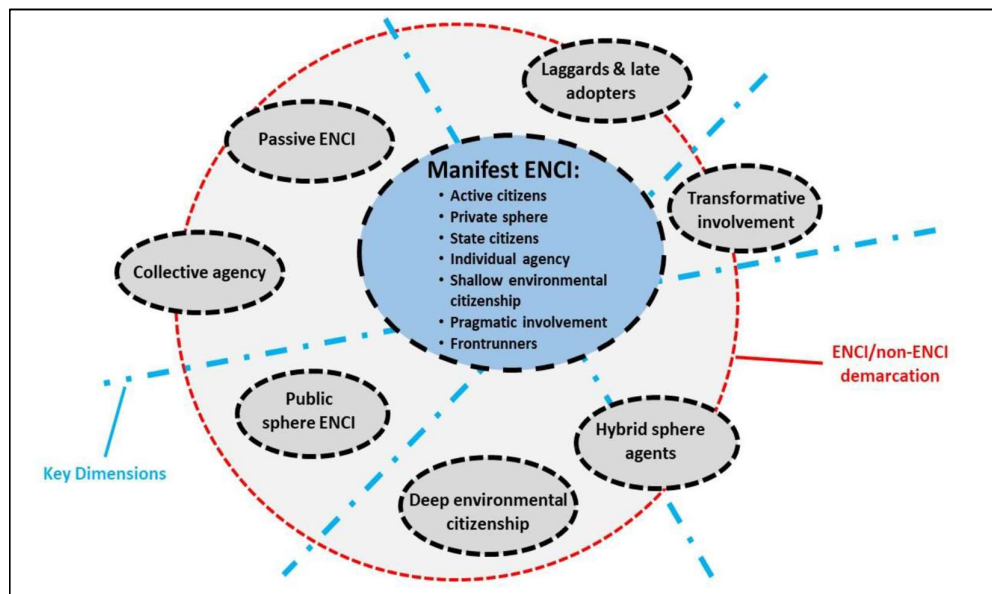 Laggards & late
adopters
Passive ENCI
Manifest ENCI:
• Active citizens
• Private sphere
• State citizens
• Individual agency
• Shallow environmental
citizenship
• Pragmatic involvement
• Frontrunners
Transformative
involvement
Collective agency
ENCI/non-ENCI
demarcation
Public
sphere ENCI
Hybrid sphere
agents
Key Dimensions
Deep environmental
citizenship